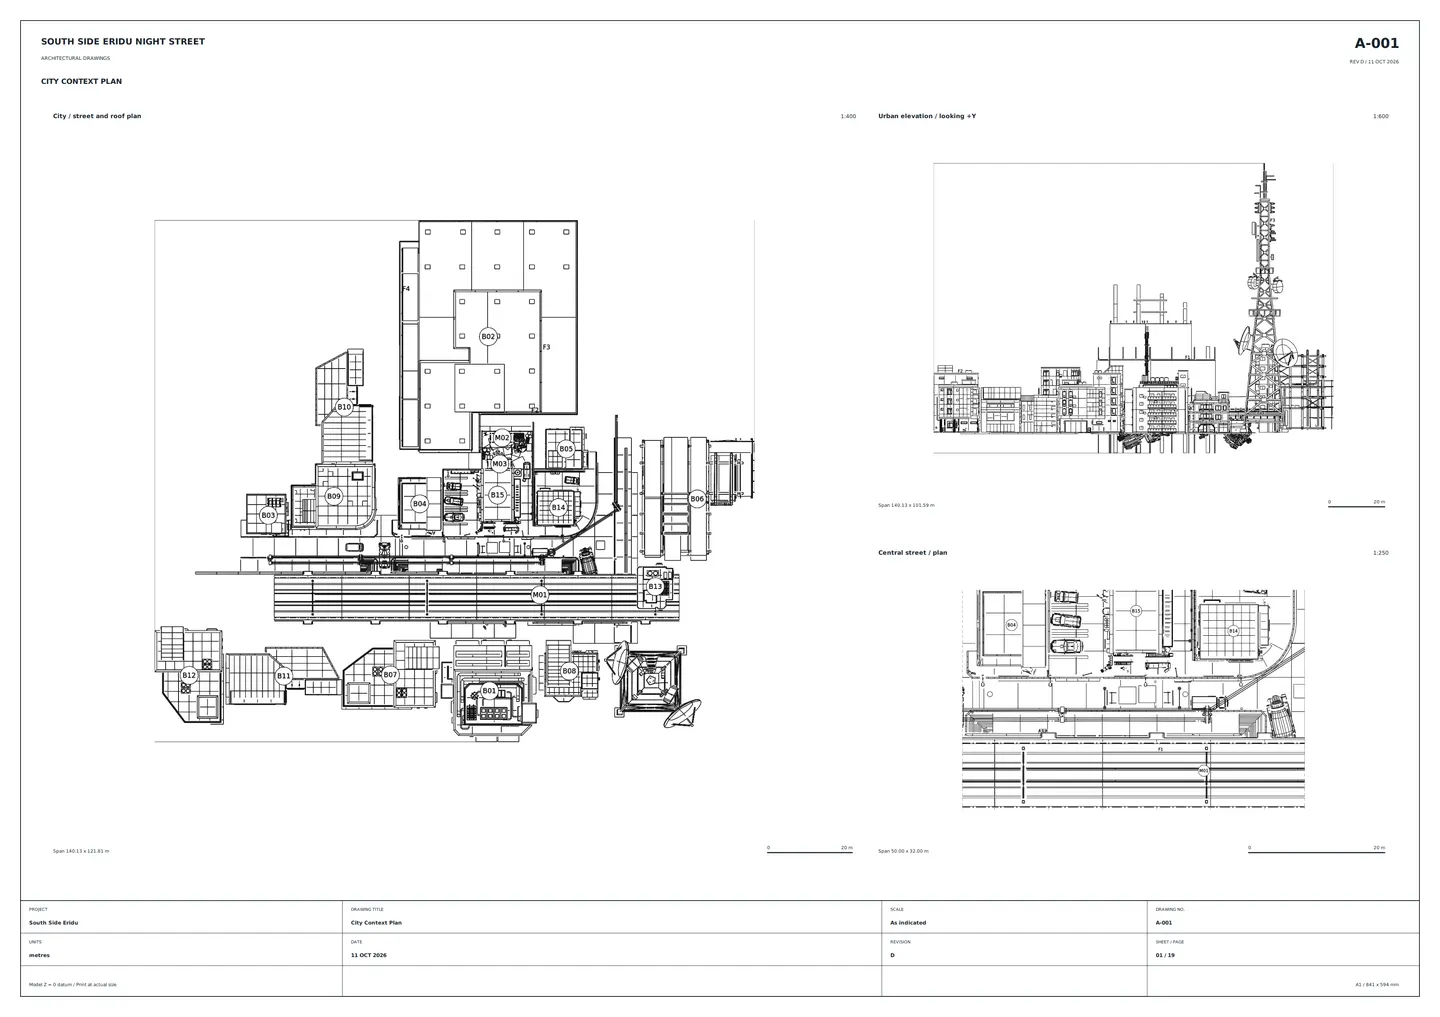 SOUTH SIDE ERIDU NIGHT STREET
A-001
ARCHITECTURAL DRAWINGS
REV D / 11 OCT 2026
CITY CONTEXT PLAN
City / street and roof plan
1:400
Urban elevation / looking +Y
1:600
F4
B02
F3
B10
M02
B05
M03
B09
B04
B15
B06
B03
B14
B13
M01
B12
B11
B07
B01
B08
Span 140.13 x 121.81 m
0 20 m
F2
F1
Span 140.13 x 101.59 m
0 20 m
Central street / plan
1:250
B15
B04
B14
F1
M01
Span 50.00 x 32.00 m
0 20 m
PROJECT
South Side Eridu
DRAWING TITLE
City Context Plan
SCALE
As indicated
DRAWING NO.
A-001
UNITS
metres
DATE
11 OCT 2026
REVISION
D
SHEET / PAGE
01 / 19
Model Z = 0 datum / Print at actual size
A1 / 841 x 594 mm